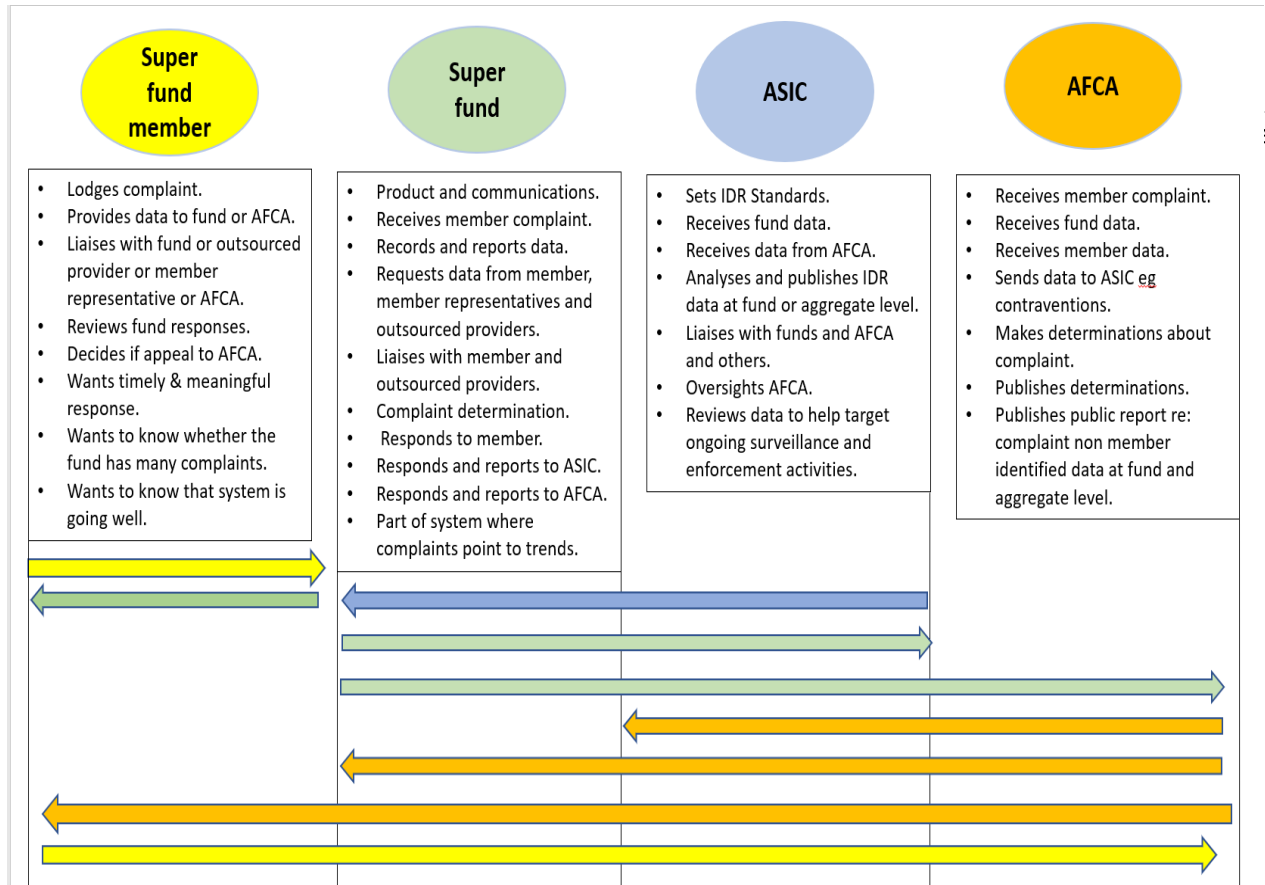 Super
fund
member
Super
fund
ASIC
AFCA
• Lodges complaint.
• Provides data to fund or AFCA.
• Liaises with fund or outsourced
provider or member
representative or AFCA.
• Reviews fund responses.
• Decides if appeal to AFCA.
• Wants timely & meaningful
response.
• Wants to know whether the
fund has many complaints.
• Wants to know that system is
going well.
• Product and communications.
• Receives member complaint.
• Records and reports data.
• Requests data from member,
member representatives and
outsourced providers.
• Liaises with member and
outsourced providers.
• Complaint determination.
• Responds to member.
• Responds and reports to ASIC.
• Responds and reports to AFCA.
• Part of system where
complaints point to trends.
• Sets IDR Standards.
• Receives fund data.
• Receives data from AFCA.
• Analyses and publishes IDR
data at fund or aggregate level.
• Liaises with funds and AFCA
and others.
• Oversights AFCA.
• Reviews data to help target
ongoing surveillance and
enforcement activities.
• Receives member complaint.
• Receives fund data.
• Receives member data.
• Sends data to ASIC eg
contraventions.
• Makes determinations about
complaint.
• Publishes determinations.
• Publishes public report re:
complaint non member
identified data at fund and
aggregate level.